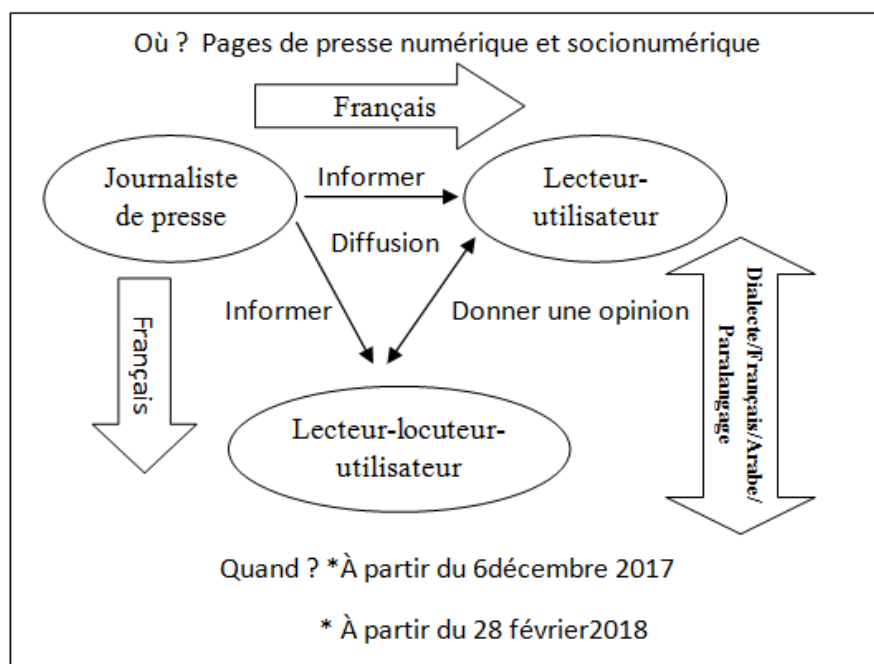 Où ? Pages de presse numérique et socionumérique
Français
Journaliste
de presse
Informer
Lecteur-
utilisateur
Diffusion
Français
Informer
Donner une opinion
Dialecte/Français/Arabe/
Paralangage
Lecteur-locuteur-
utilisateur
Quand ? *À partir du 6décembre 2017
* À partir du 28 février2018